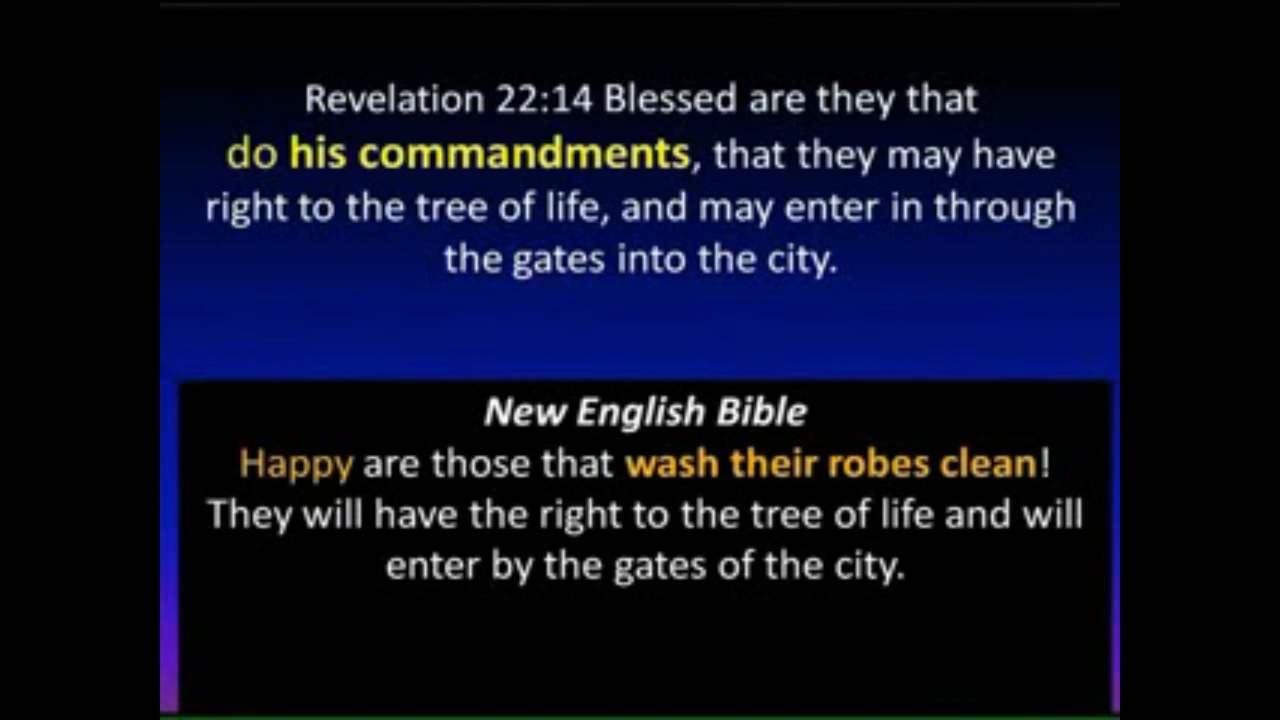 Revelation 22:14 Blessed are they that
do his commandments, that they may have
right to the tree of life, and may enter in through
the gates into the city.
New English Bible
Happy are those that wash their robes clean!
They will have the right to the tree of life and will
enter by the gates of the city.